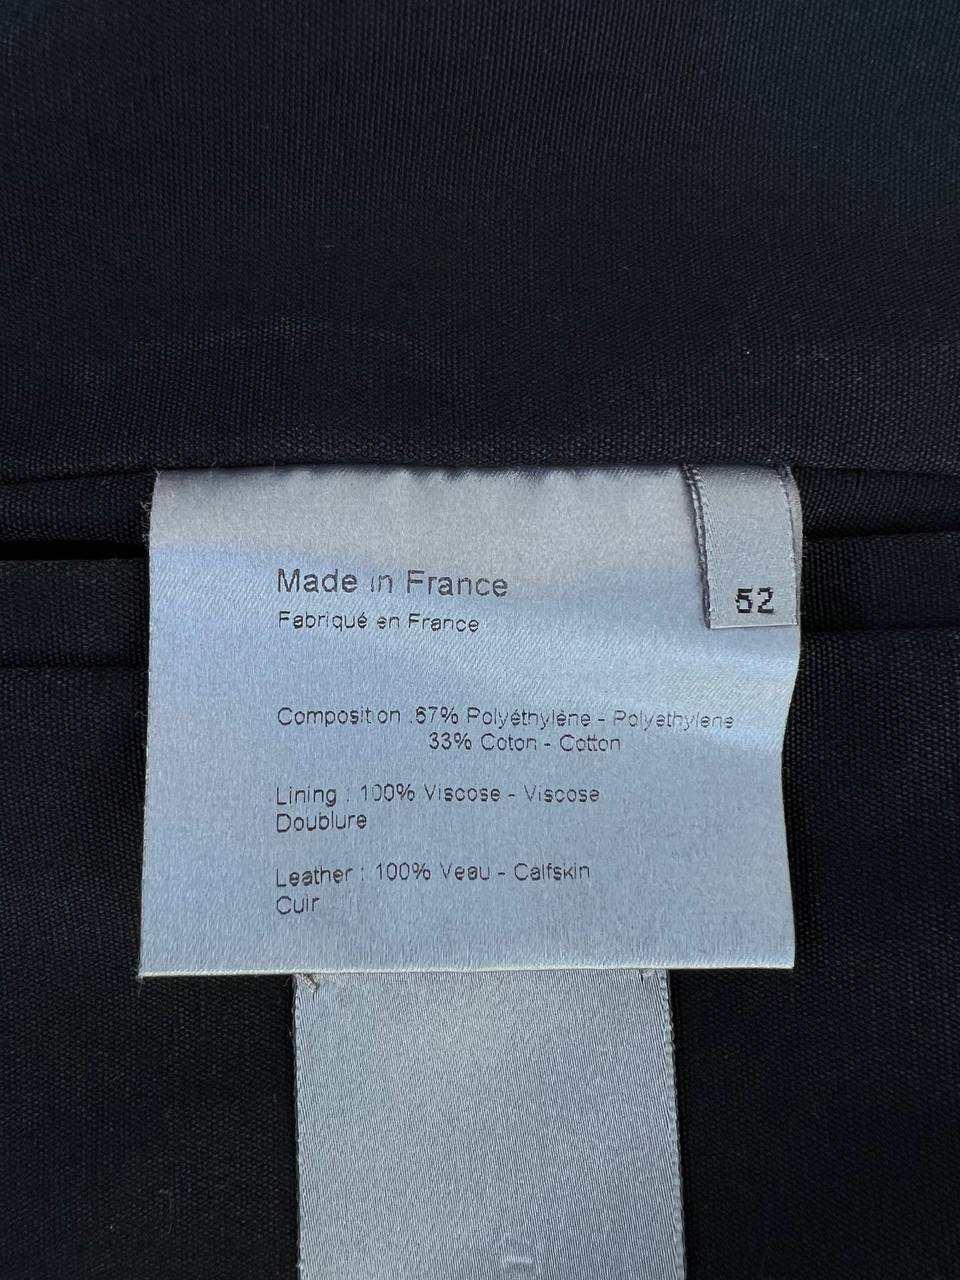 52
Made in France
Fabriqué en France
Composition : 67% Polyéthylène - Polyethylene
33% Coton - Cotton
Lining : 100% Viscose - Viscose
Doublure
Leather : 100% Veau - Calfskin
Cuir